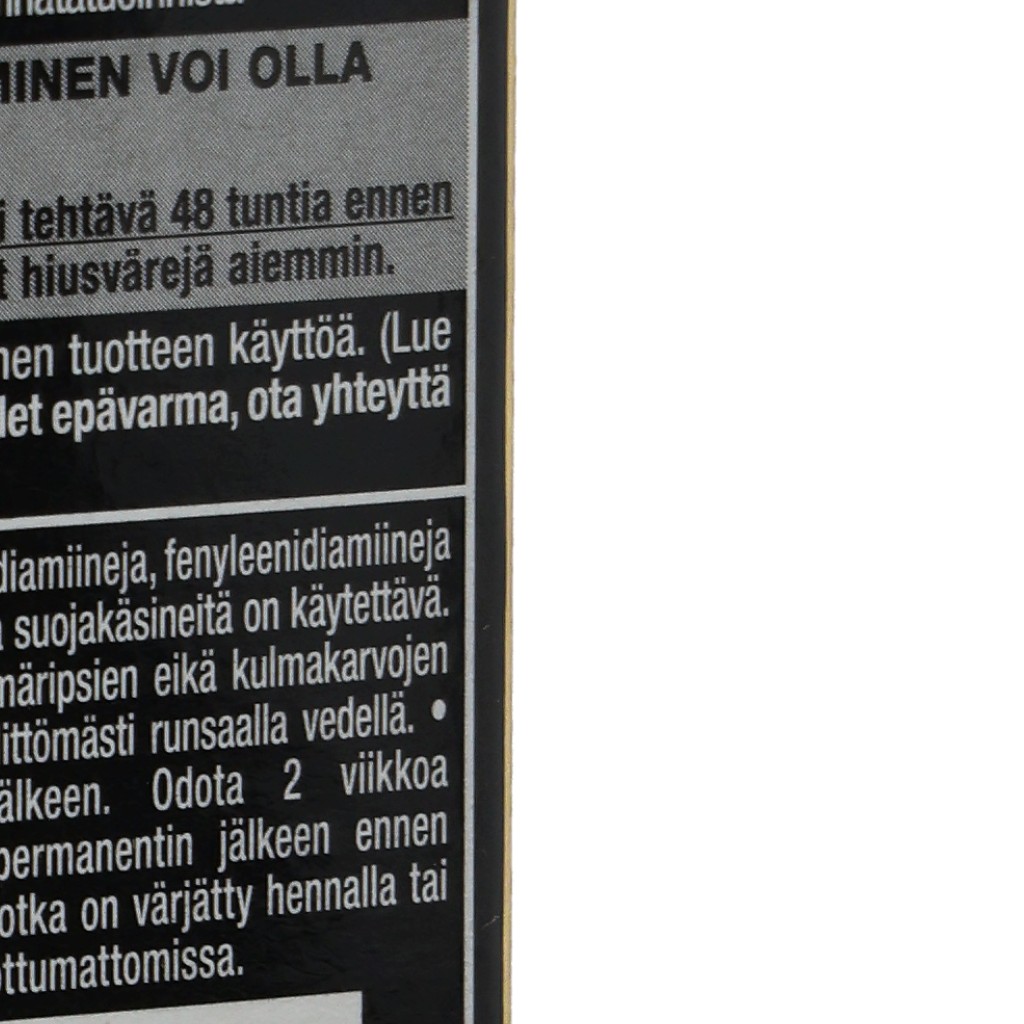 MINEN VOI OLLA
tehtävä 48 tuntia ennen
hiusvärejä aiemmin.
nen tuotteen käyttöä. (Lue
let epävarma, ota yhteyttä
diamiineja, fenyleenidiamiineja
suojakäsineitä on käytettävä.
märipsien eikä kulmakarvojen
ittömästi runsaalla vedellä. •
älkeen. Odota 2 viikkoa
permanentin jälkeen ennen
otka on värjätty hennalla tai
ottumattomissa.